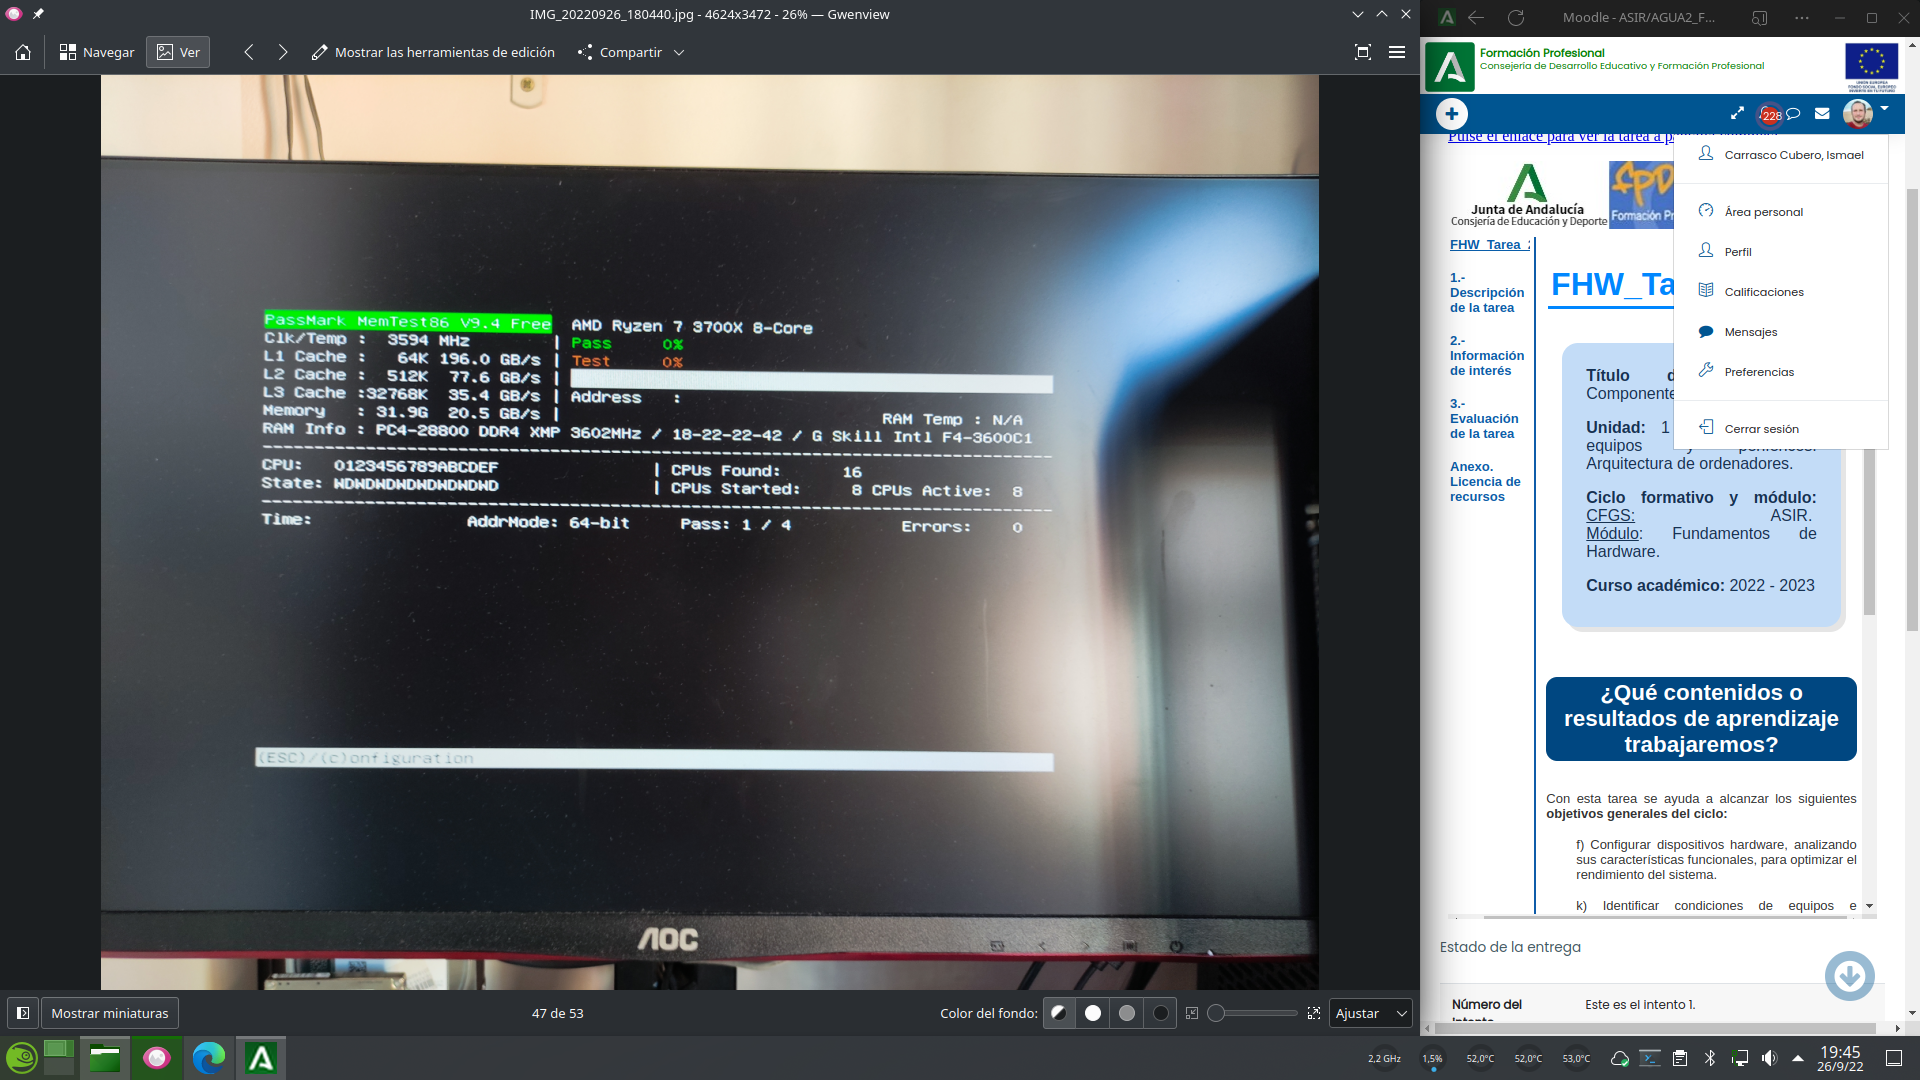 IMG_20220926_180440.jpg - 4624x3472 - 26% — Gwenview
Navegar
Ver
Mostrar las herramientas de edición
Compartir
PassMark MemTest86 V9.4 Free
AMD Ryzen 7 3700X 8-Core
Clk/Temp : 3594 MHz | Pass 0%
L1 Cache : 64K 196.0 GB/s | Test 0%
L2 Cache : 512K 77.6 GB/s |
L3 Cache :32768K 35.4 GB/s | Address :
Memory : 31.9G 20.5 GB/s | RAM Temp : N/A
RAM Info : PC4-28800 DDR4 XMP 3602MHz / 18-22-22-42 / G Skill Intl F4-3600C1
CPU: 0123456789ABCDEF | CPUs Found: 16
State: WDWDWDWDWDWDWDWD | CPUs Started: 8 CPUs Active: 8
Time: AddrMode: 64-bit Pass: 1 / 4 Errors: 0
(ESC)/(c)onfiguration
AOC
Mostrar miniaturas
47 de 53
Color del fondo:
Ajustar
Moodle - ASIR/AGUA2_F...
Formación Profesional
Consejería de Desarrollo Educativo y Formación Profesional
UNIÓN EUROPEA
228
Pulse el enlace para ver la tarea a p
Carrasco Cubero, Ismael
Área personal
Perfil
Calificaciones
Mensajes
Preferencias
Cerrar sesión
Junta de Andalucía
Consejería de Educación y Deporte
fpd
Formación Pr
FHW_Tarea_
1.-
Descripción
de la tarea
2.-
Información
de interés
3.-
Evaluación
de la tarea
Anexo.
Licencia de
recursos
FHW_Ta
Título d
Componente
Unidad: 1
equipos y periféricos.
Arquitectura de ordenadores.
Ciclo formativo y módulo:
CFGS: ASIR.
Módulo: Fundamentos de
Hardware.
Curso académico: 2022 - 2023
¿Qué contenidos o
resultados de aprendizaje
trabajaremos?
Con esta tarea se ayuda a alcanzar los siguientes
objetivos generales del ciclo:
f) Configurar dispositivos hardware, analizando
sus características funcionales, para optimizar el
rendimiento del sistema.
k) Identificar condiciones de equipos e
Estado de la entrega
Número del
Este es el intento 1.
intento
2,2 GHz
1,5%
52,0°C
52,0°C
53,0°C
19:45
26/9/22